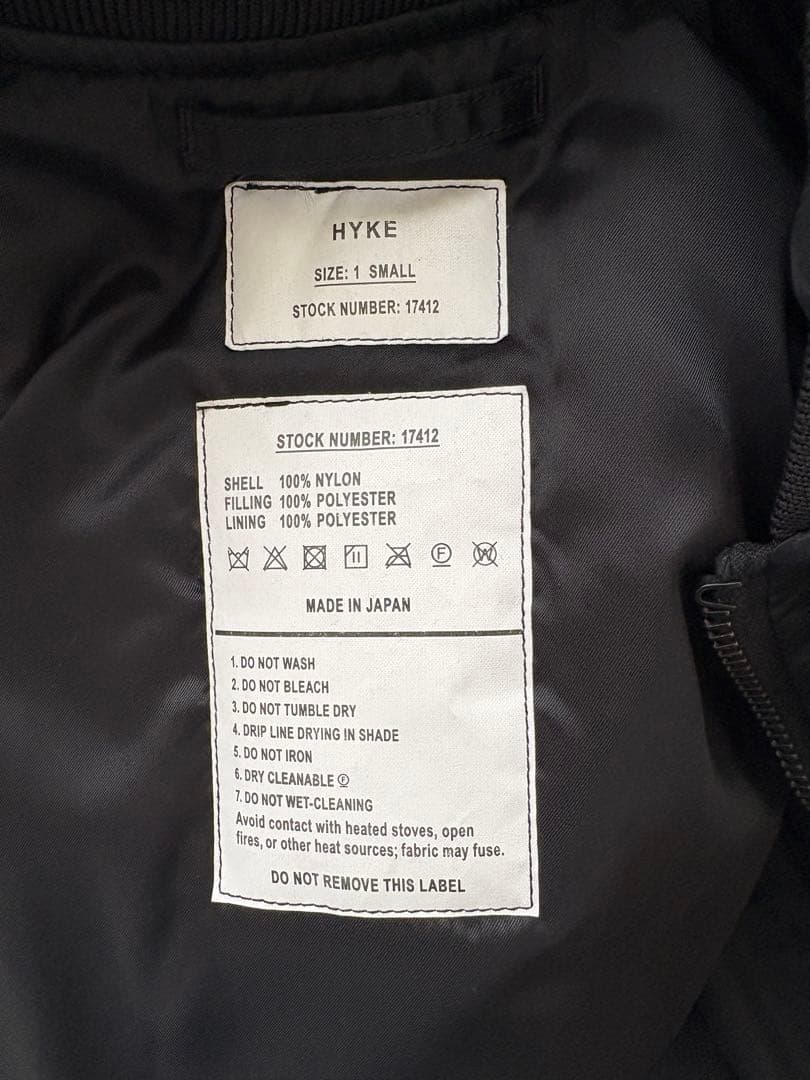 HYKE
SIZE: 1 SMALL
STOCK NUMBER: 17412
STOCK NUMBER: 17412
SHELL 100% NYLON
FILLING 100% POLYESTER
LINING 100% POLYESTER
F W
MADE IN JAPAN
1. DO NOT WASH
2. DO NOT BLEACH
3. DO NOT TUMBLE DRY
4. DRIP LINE DRYING IN SHADE
5. DO NOT IRON
6. DRY CLEANABLE Ⓕ
7. DO NOT WET-CLEANING
Avoid contact with heated stoves, open
fires, or other heat sources; fabric may fuse.
DO NOT REMOVE THIS LABEL